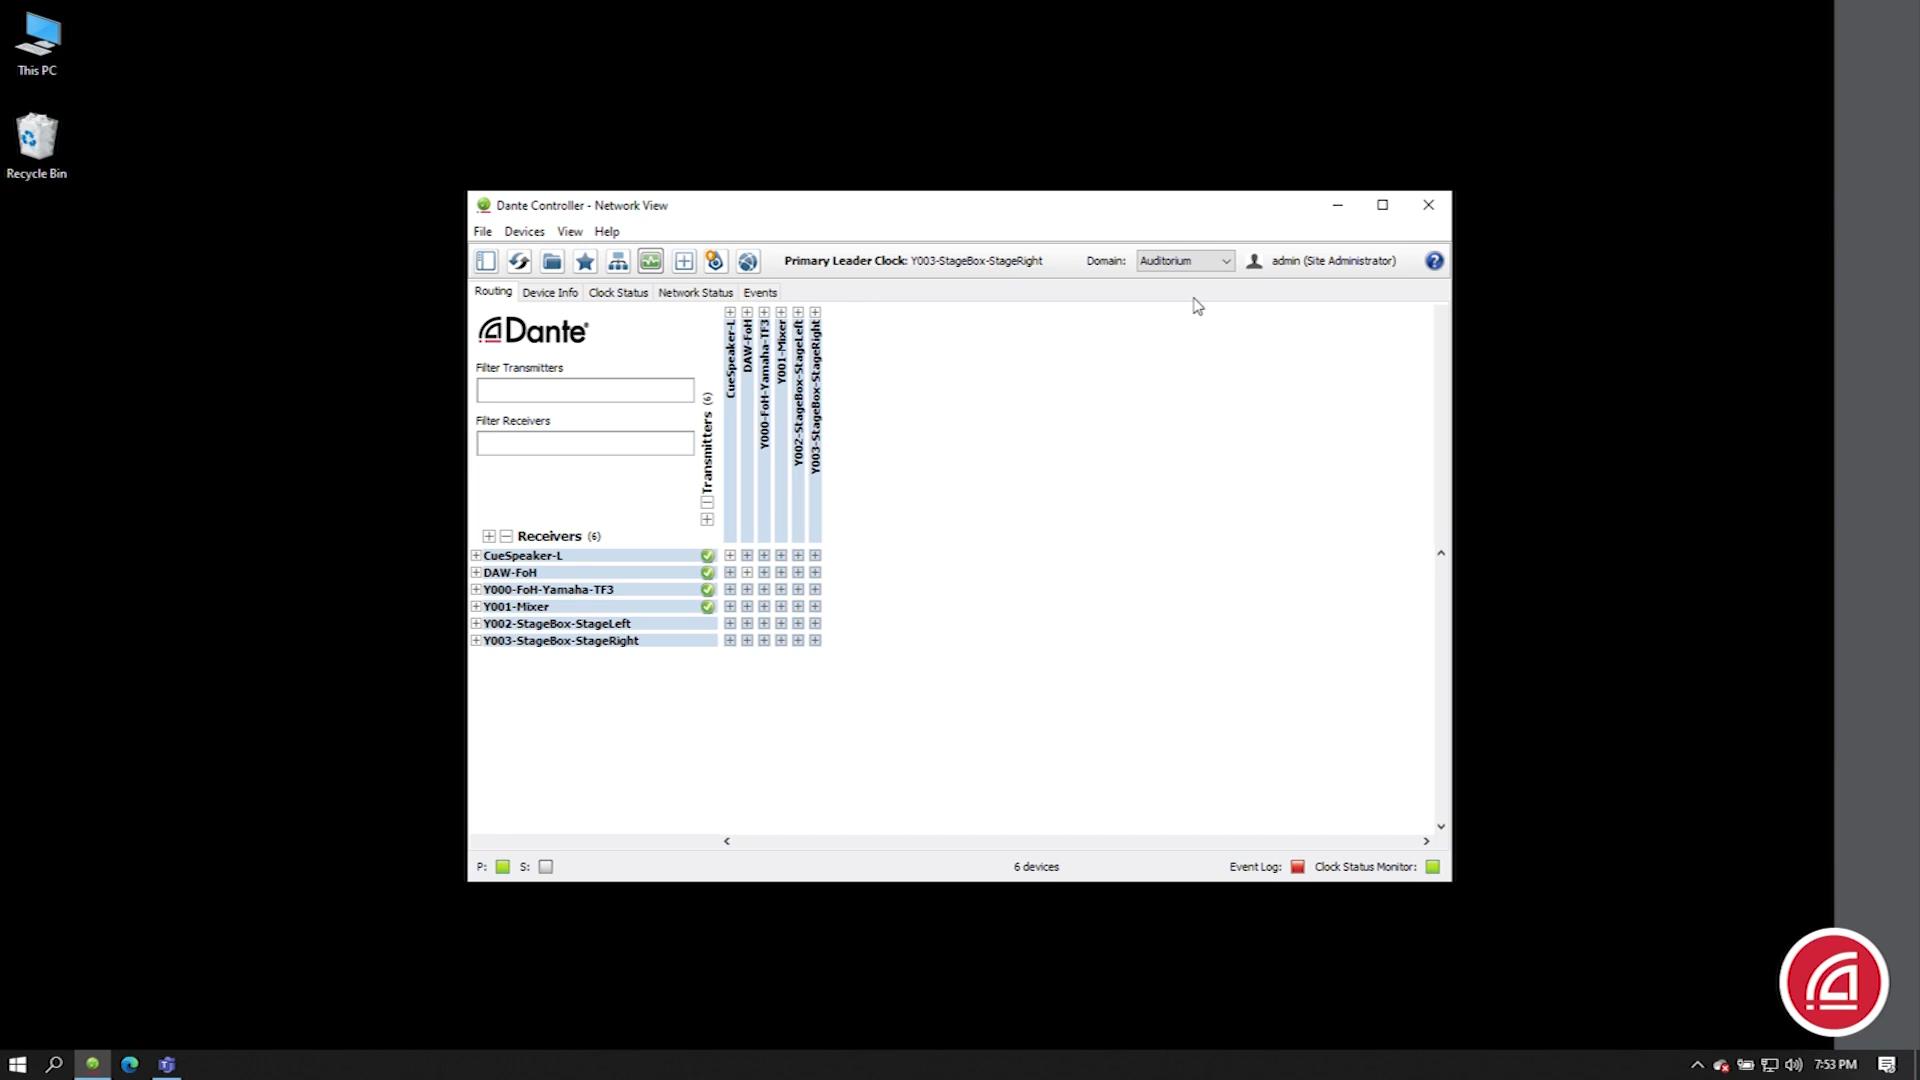 This PC
Recycle Bin
Dante Controller - Network View
File Devices View Help
Primary Leader Clock: Y003-StageBox-StageRight
Domain: Auditorium
admin (Site Administrator)
Routing Device Info Clock Status Network Status Events
Dante®
Filter Transmitters
Filter Receivers
Transmitters (6)
CueSpeaker-L
DAW-FoH
Y000-FoH-Yamaha-TF3
Y001-Mixer
Y002-StageBox-StageLeft
Y003-StageBox-StageRight
Receivers (6)
CueSpeaker-L
DAW-FoH
Y000-FoH-Yamaha-TF3
Y001-Mixer
Y002-StageBox-StageLeft
Y003-StageBox-StageRight
P: S: 6 devices Event Log: Clock Status Monitor:
7:53 PM